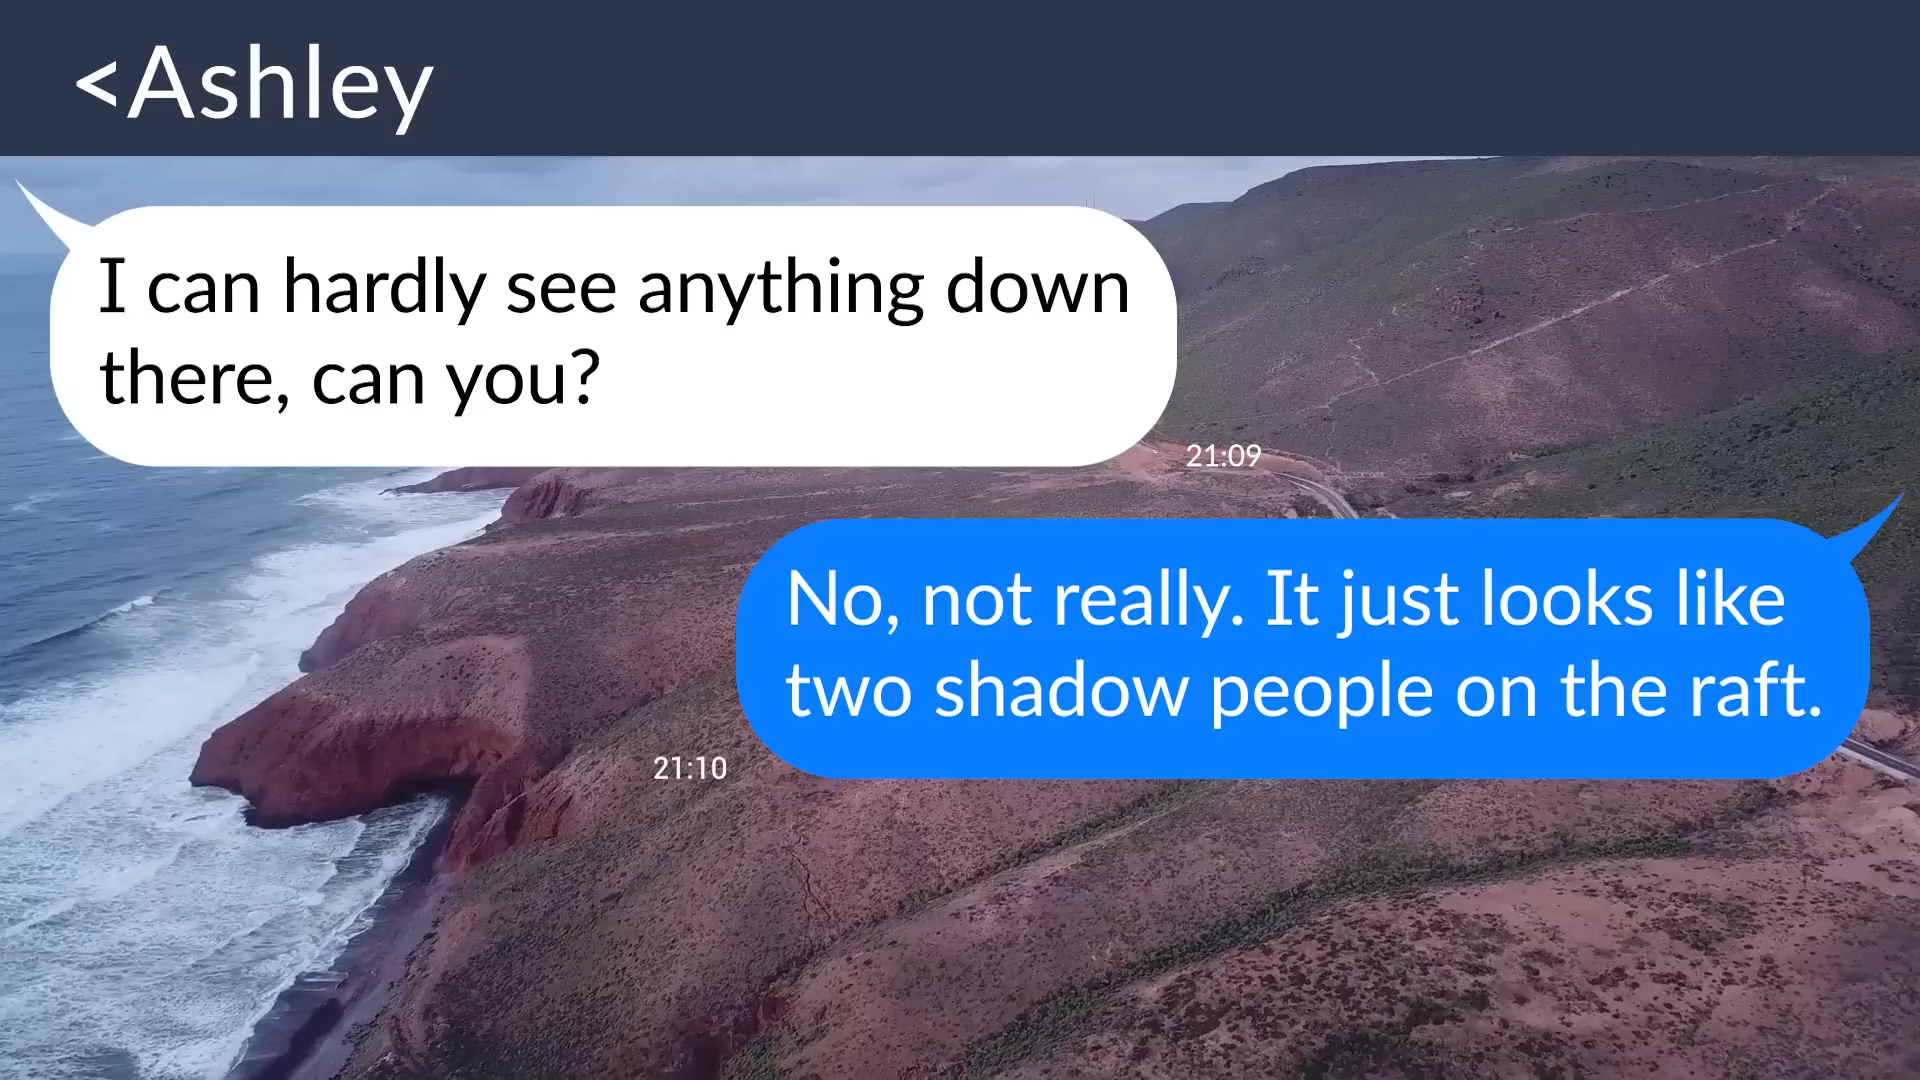 <Ashley
I can hardly see anything down
there, can you?
21:09
No, not really. It just looks like
two shadow people on the raft.
21:10